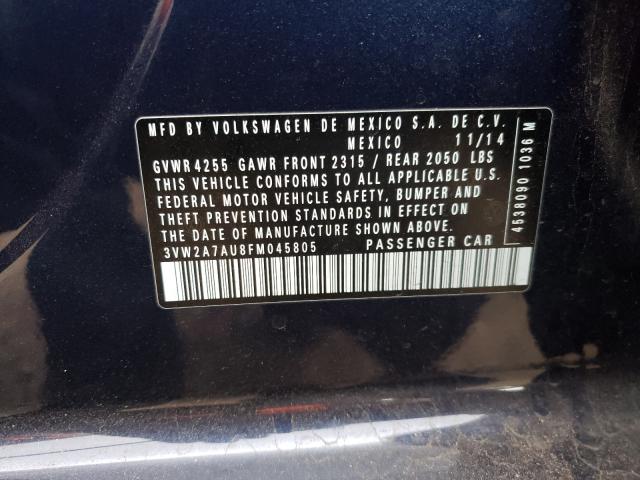 MFD BY VOLKSWAGEN DE MEXICO S.A. DE C.V.
MEXICO 11/14
GVWR 4255 GAWR FRONT 2315 / REAR 2050 LBS
THIS VEHICLE CONFORMS TO ALL APPLICABLE U.S.
FEDERAL MOTOR VEHICLE SAFETY, BUMPER AND
THEFT PREVENTION STANDARDS IN EFFECT ON
THE DATE OF MANUFACTURE SHOWN ABOVE.
3VW2A7AU8FM045805 PASSENGER CAR
4538090 1036 M